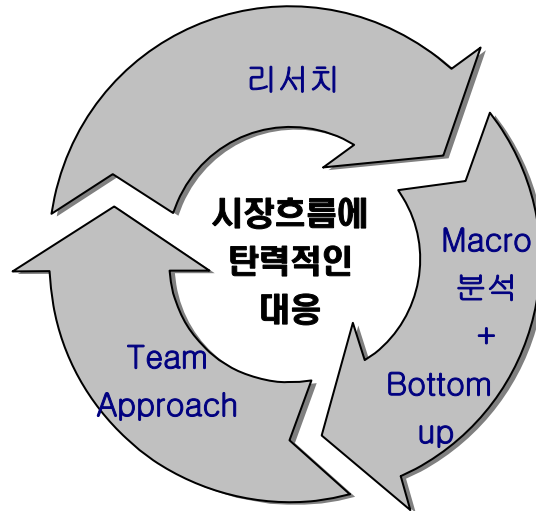 리서치
시장흐름에
탄력적인
대응
Macro
분석
+
Bottom
up
Team
Approach